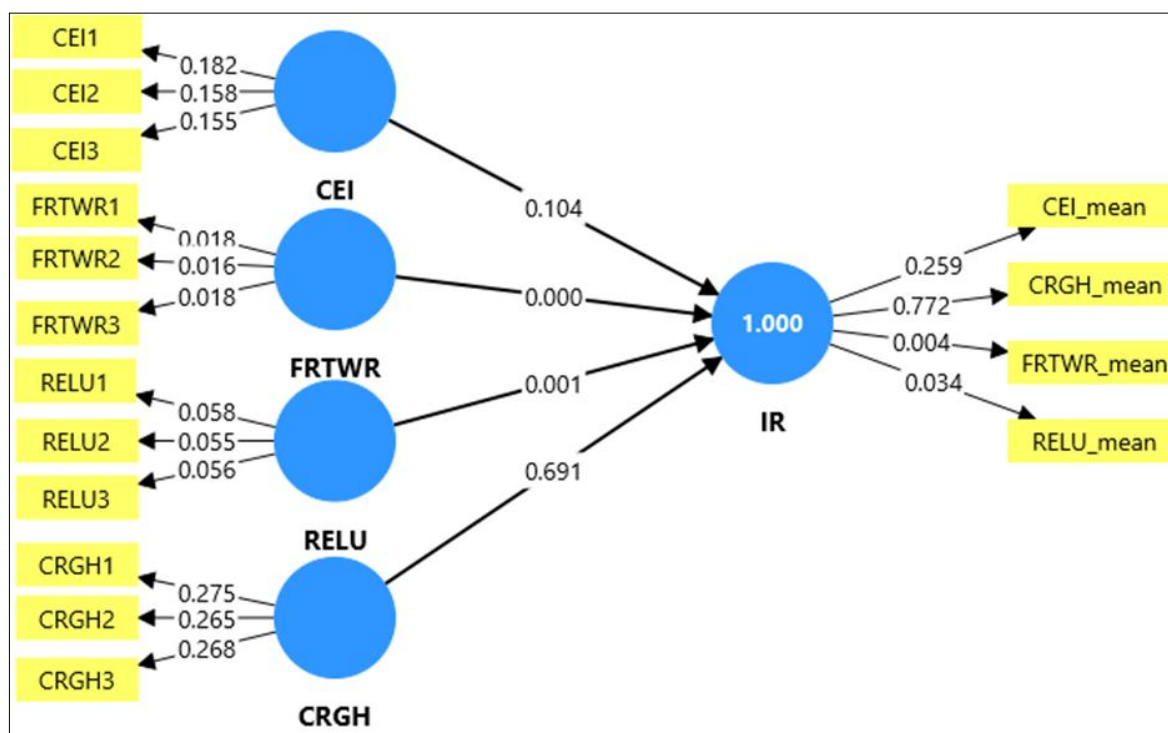 CEI1
0.182
CEI2
0.158
0.155
CEI3
CEI
0.104
FRTWR1
0.018
FRTWR2
0.016
0.018
FRTWR3
FRTWR
0.000
RELU1
0.058
RELU2
0.055
0.056
RELU3
RELU
0.001
CRGH1
0.275
CRGH2
0.265
0.268
CRGH3
CRGH
0.691
1.000
IR
CEI_mean
0.259
CRGH_mean
0.772
0.004
FRTWR_mean
0.034
RELU_mean